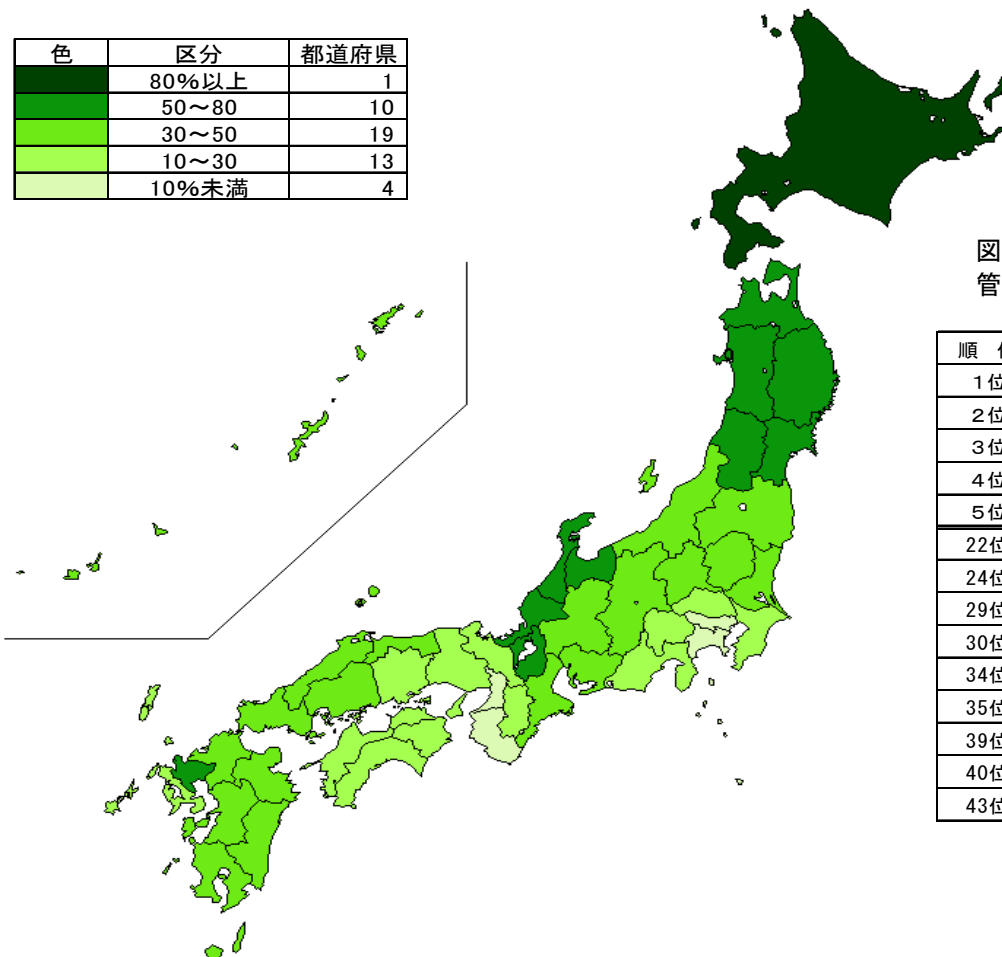 色 区分 都道府県
80%以上 1
50～80 10
30～50 19
10～30 13
10%未満 4
図
管
順
1位
2位
3位
4位
5位
22位
24位
29位
30位
34位
35位
39位
40位
43位